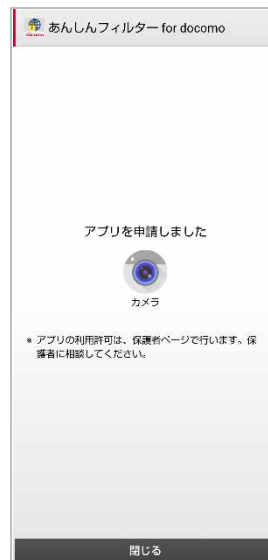 あんしんフィルター for docomo
アプリを申請しました
カメラ
※ アプリの利用許可は、保護者ページで行います。保
護者に相談してください。
閉じる